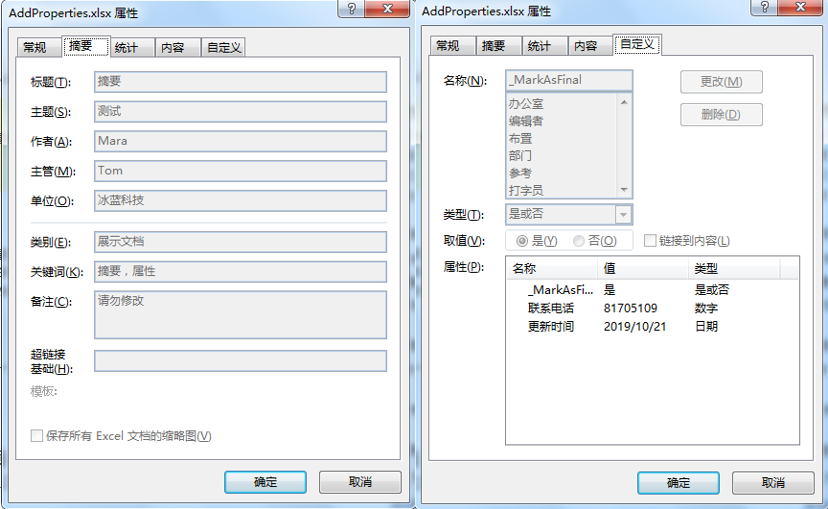 AddProperties.xlsx 属性
常规 摘要 统计 内容 自定义
标题(T): 摘要
主题(S): 测试
作者(A): Mara
主管(M): Tom
单位(O): 冰蓝科技
类别(E): 展示文档
关键词(K): 摘要，属性
备注(C): 请勿修改
超链接
基础(H):
模板:
保存所有 Excel 文档的缩略图(V)
确定 取消
AddProperties.xlsx 属性
常规 摘要 统计 内容 自定义
名称(N): _MarkAsFinal 更改(M)
办公室
编辑者 删除(D)
布置
部门
参考
打字员
类型(T): 是或否
取值(V): 是(Y) 否(O) 链接到内容(L)
属性(P): 名称 值 类型
_MarkAsFi... 是 是或否
联系电话 81705109 数字
更新时间 2019/10/21 日期
确定 取消